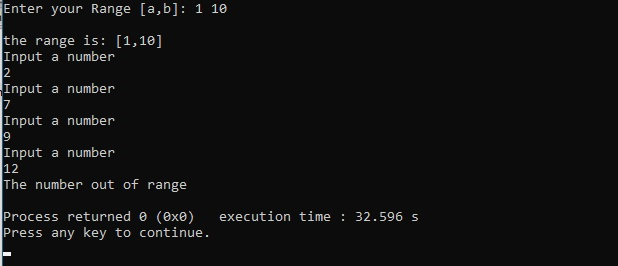 Enter your Range [a,b]: 1 10
the range is: [1,10]
Input a number
2
Input a number
7
Input a number
9
Input a number
12
The number out of range
Process returned 0 (0x0)   execution time : 32.596 s
Press any key to continue.